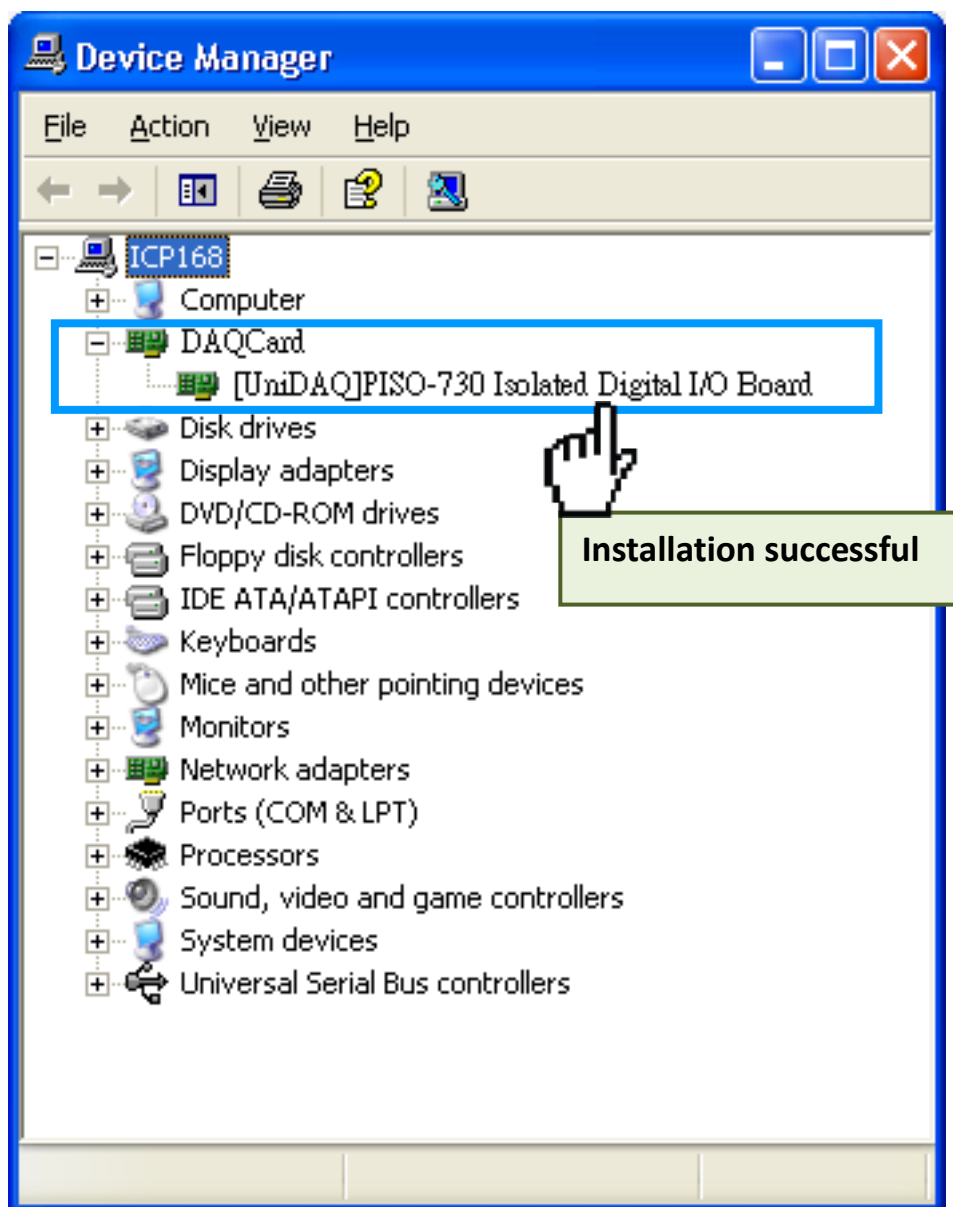 Device Manager
File Action View Help
ICP168
Computer
DAQCard
[UniDAQ]PISO-730 Isolated Digital I/O Board
Disk drives
Display adapters
DVD/CD-ROM drives
Floppy disk controllers
Installation successful
IDE ATA/ATAPI controllers
Keyboards
Mice and other pointing devices
Monitors
Network adapters
Ports (COM & LPT)
Processors
Sound, video and game controllers
System devices
Universal Serial Bus controllers